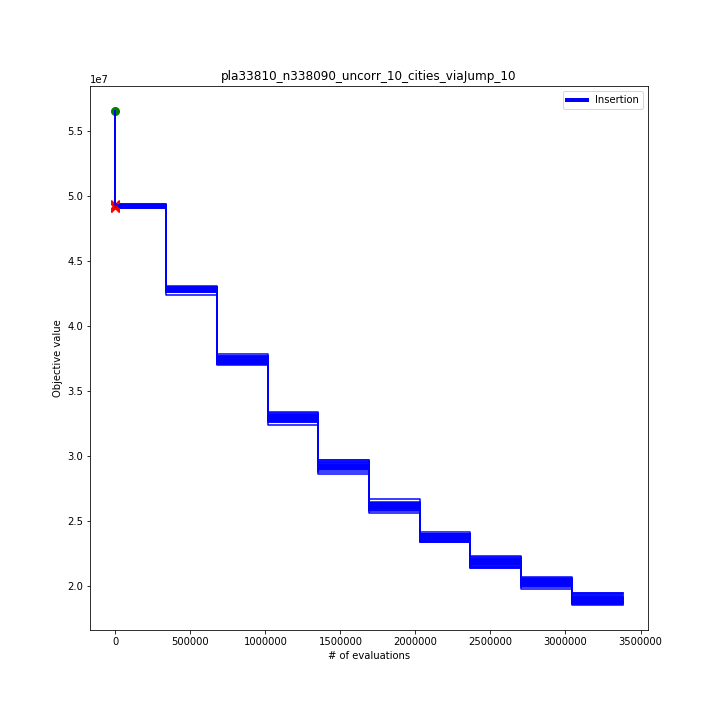 pla33810_n338090_uncorr_10_cities_viaJump_10
1e7
Insertion
5.5
5.0
4.5
4.0
3.5
3.0
2.5
2.0
Objective value
0 500000 1000000 1500000 2000000 2500000 3000000 3500000
# of evaluations